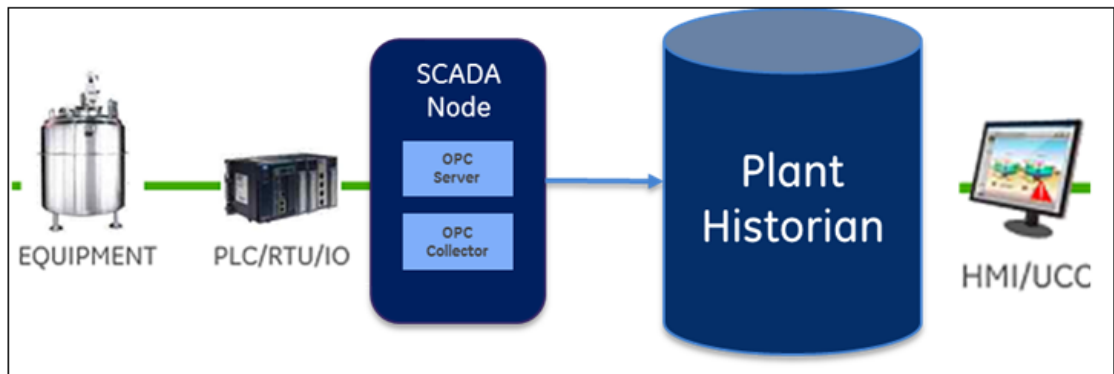 EQUIPMENT
PLC/RTU/IO
SCADA
Node
OPC
Server
OPC
Collector
Plant
Historian
HMI/UCC